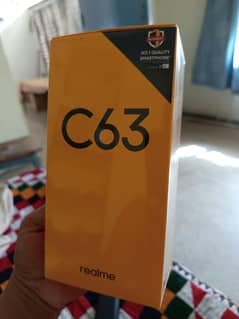 NO.1 QUALITY
SMARTPHONE
C63
realme